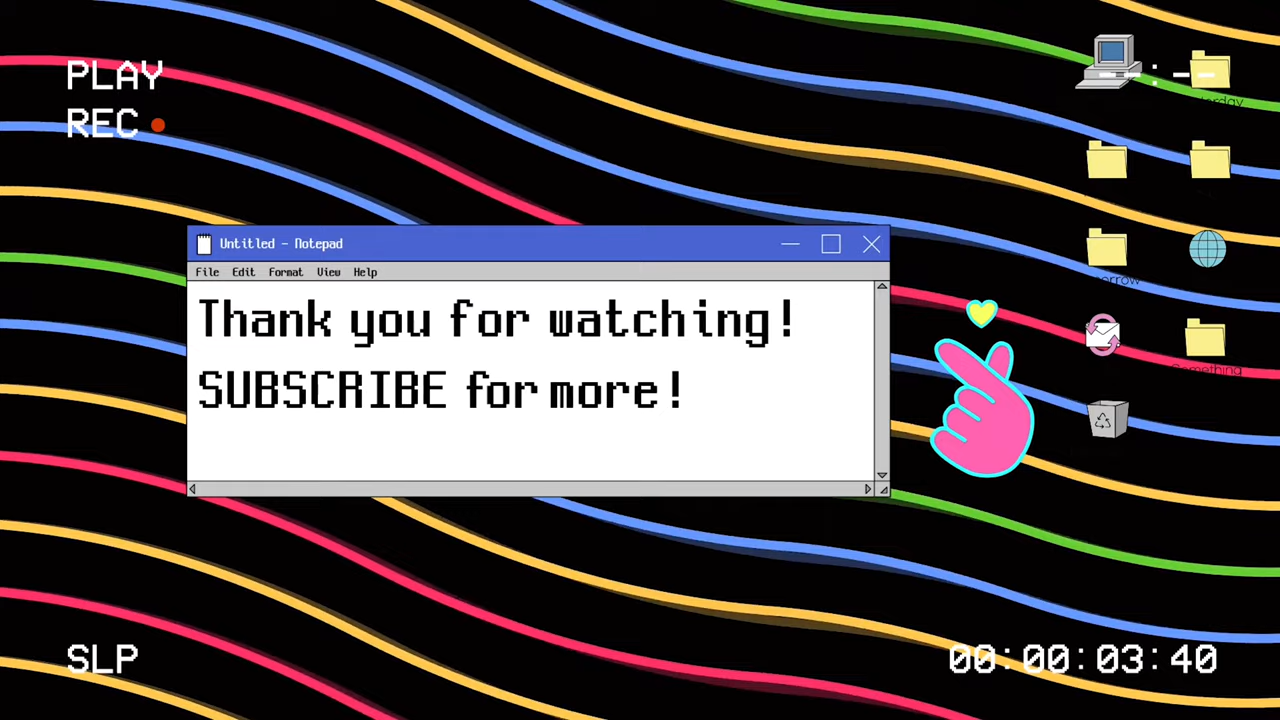 PLAY
REC
Untitled - Notepad
File Edit Format View Help
Thank you for watching!
SUBSCRIBE for more!
Something
SLP
00:00:03:40